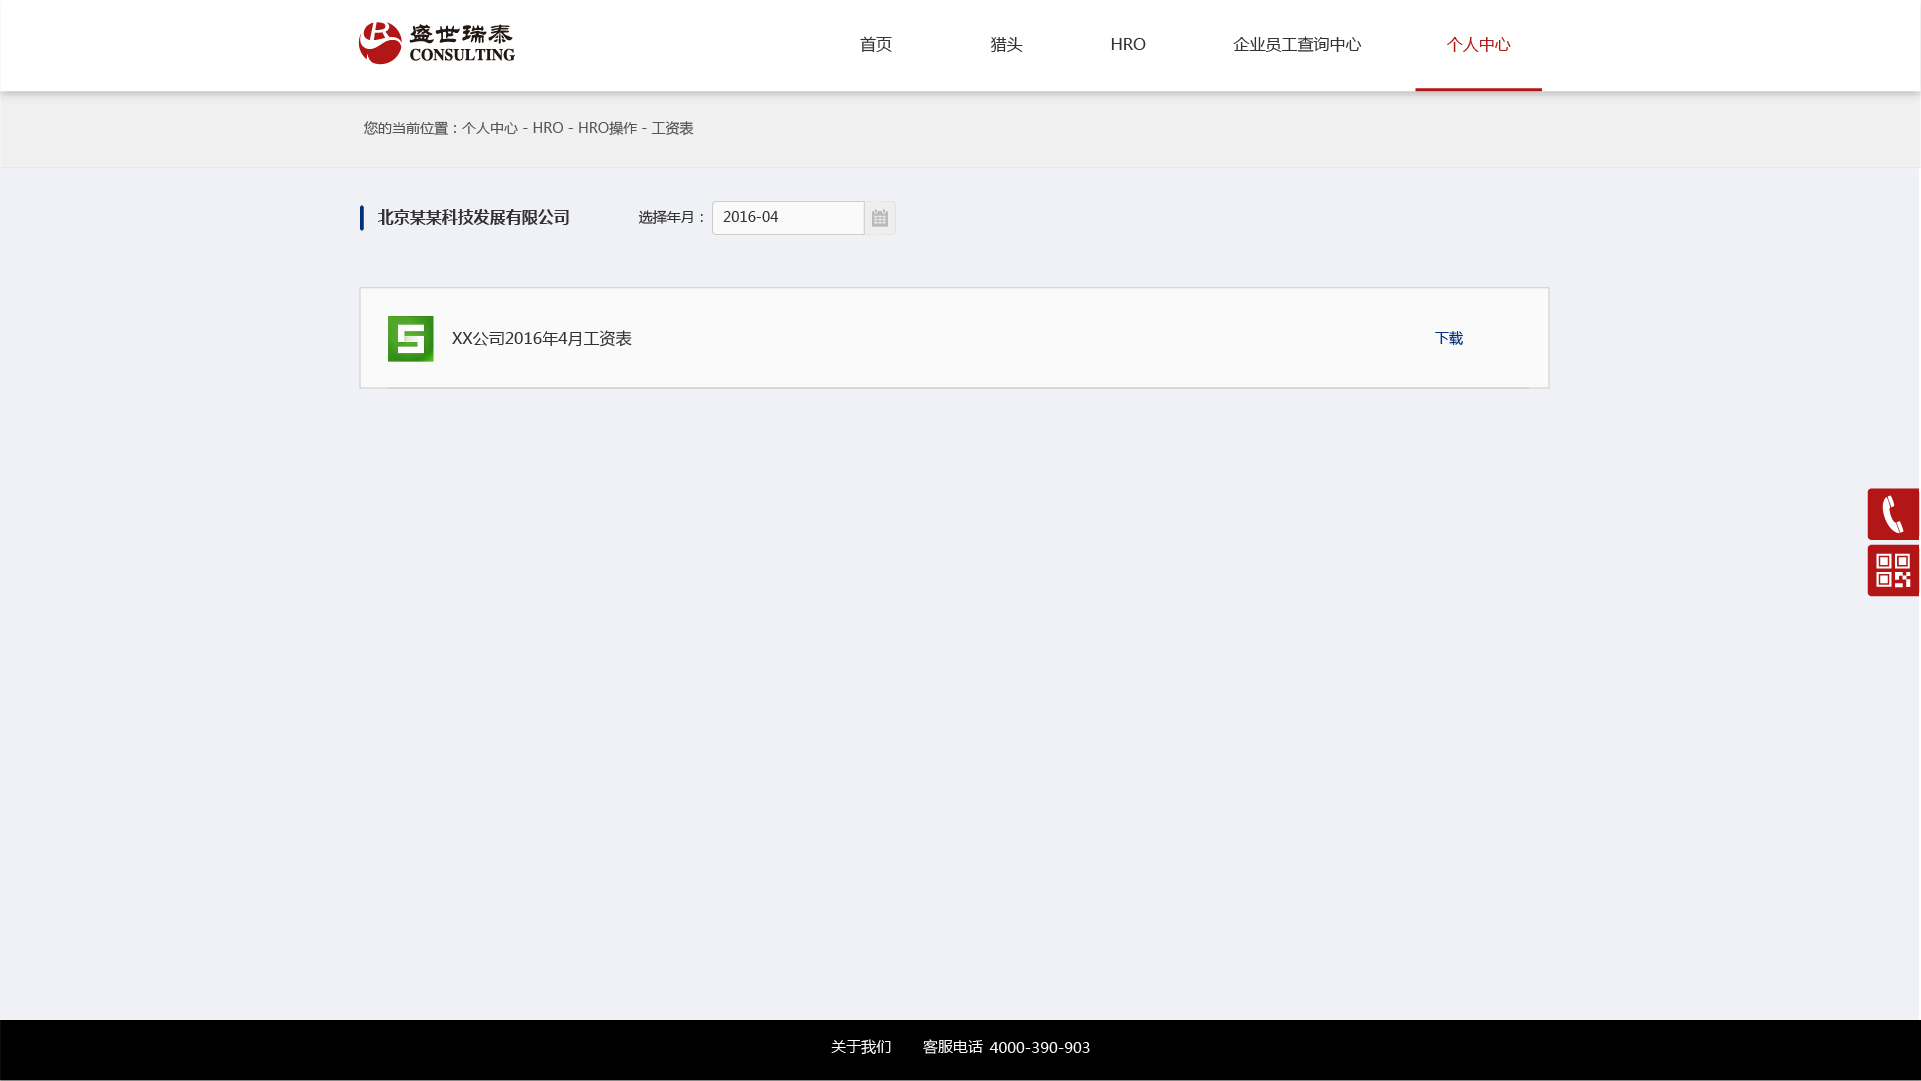 盛世瑞泰
CONSULTING
首页
猎头
HRO
企业员工查询中心
个人中心
您的当前位置：个人中心 - HRO - HRO操作 - 工资表
北京某某科技发展有限公司
选择年月：
2016-04
XX公司2016年4月工资表
下载
关于我们
客服电话 4000-390-903